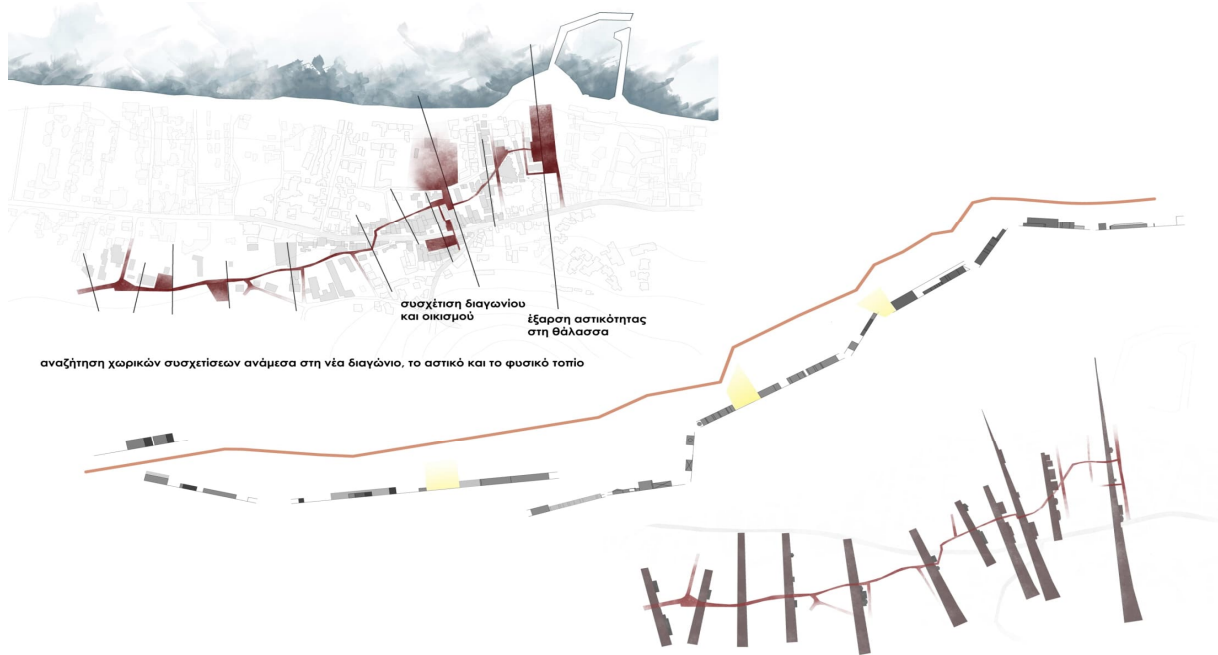 συσχέτιση διαγωνίου
και οικισμού
έξαρση αστικότητας
στη θάλασσα
αναζήτηση χωρικών συσχετίσεων ανάμεσα στη νέα διαγώνιο, το αστικό και το φυσικό τοπίο